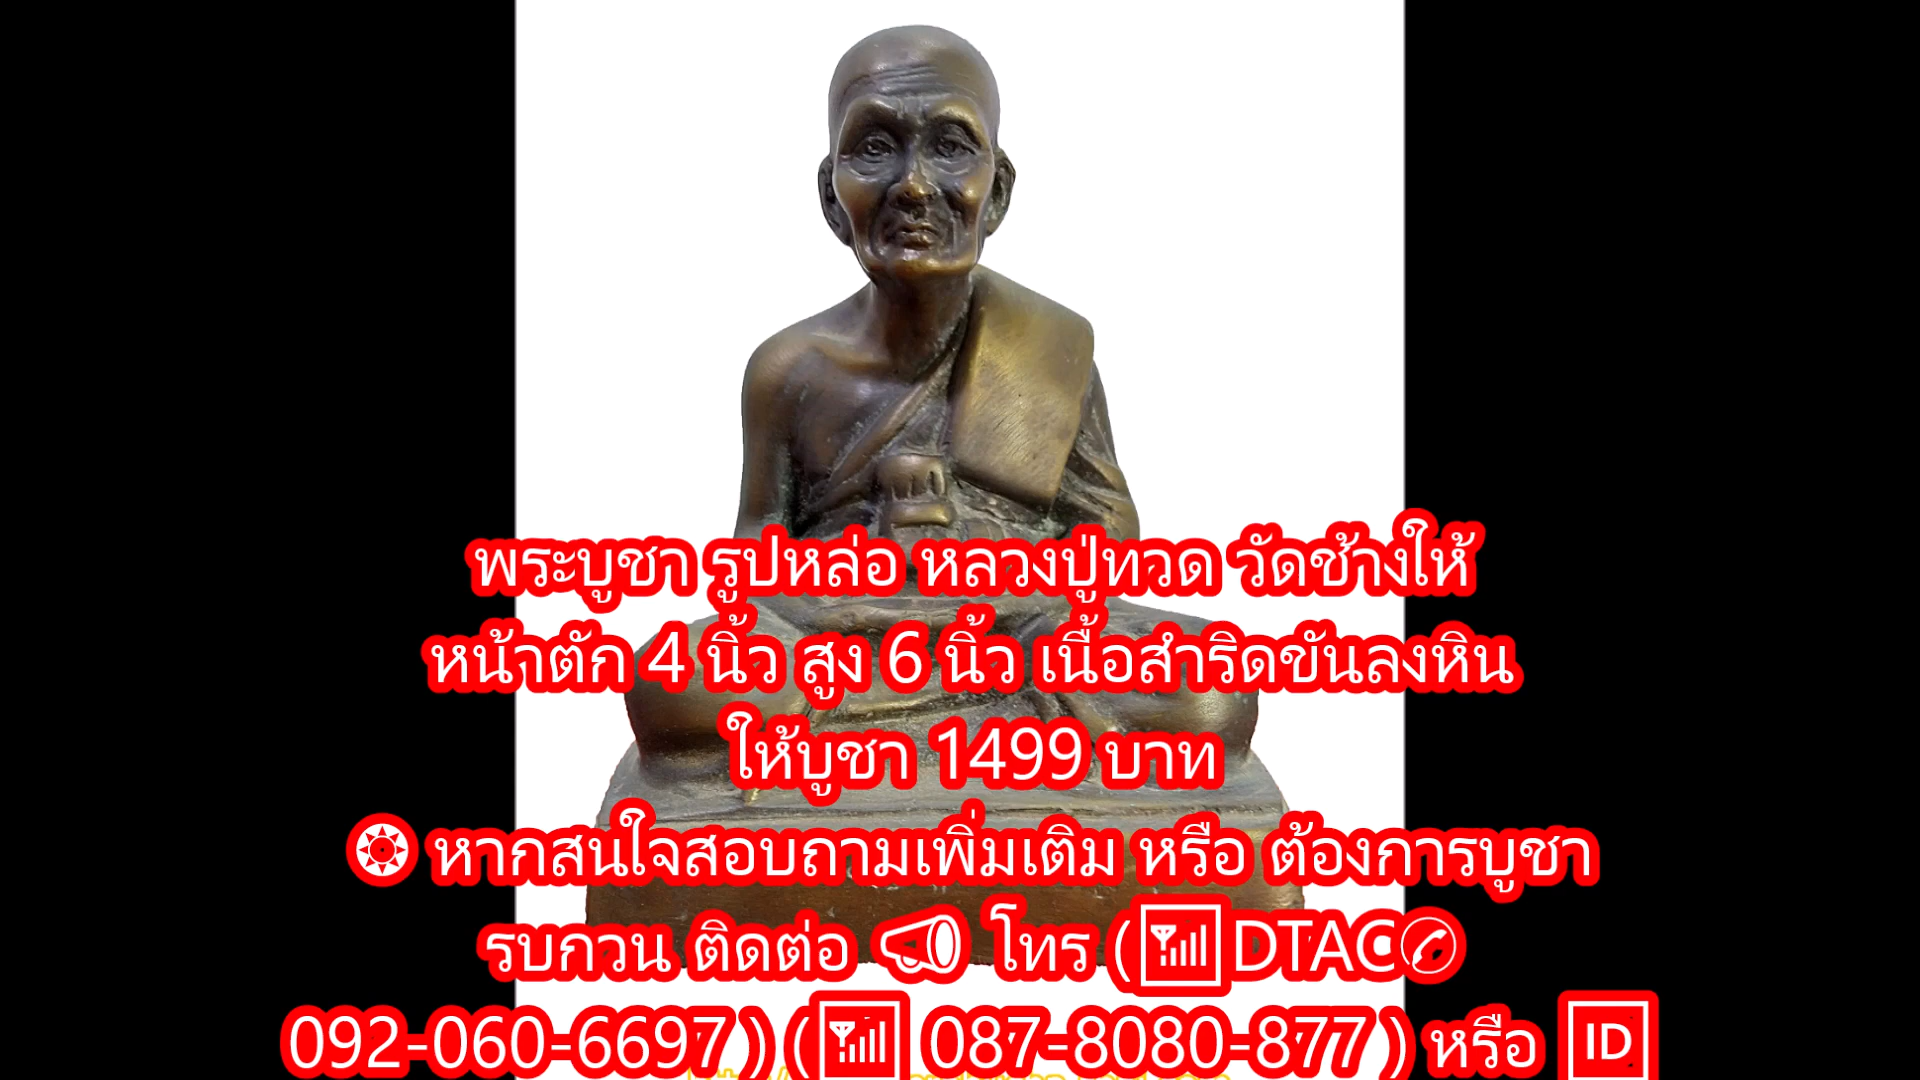 พระบูชา รูปหล่อ หลวงปู่ทวด วัดช้างให้
หน้าตัก 4 นิ้ว สูง 6 นิ้ว เนื้อสำริดขันลงหิน
ให้บูชา 1499 บาท
หากสนใจสอบถามเพิ่มเติม หรือ ต้องการบูชา
รบกวน ติดต่อ 📣 โทร (📶DTAC✆
092-060-6697) (📶 087-8080-877) หรือ 🆔